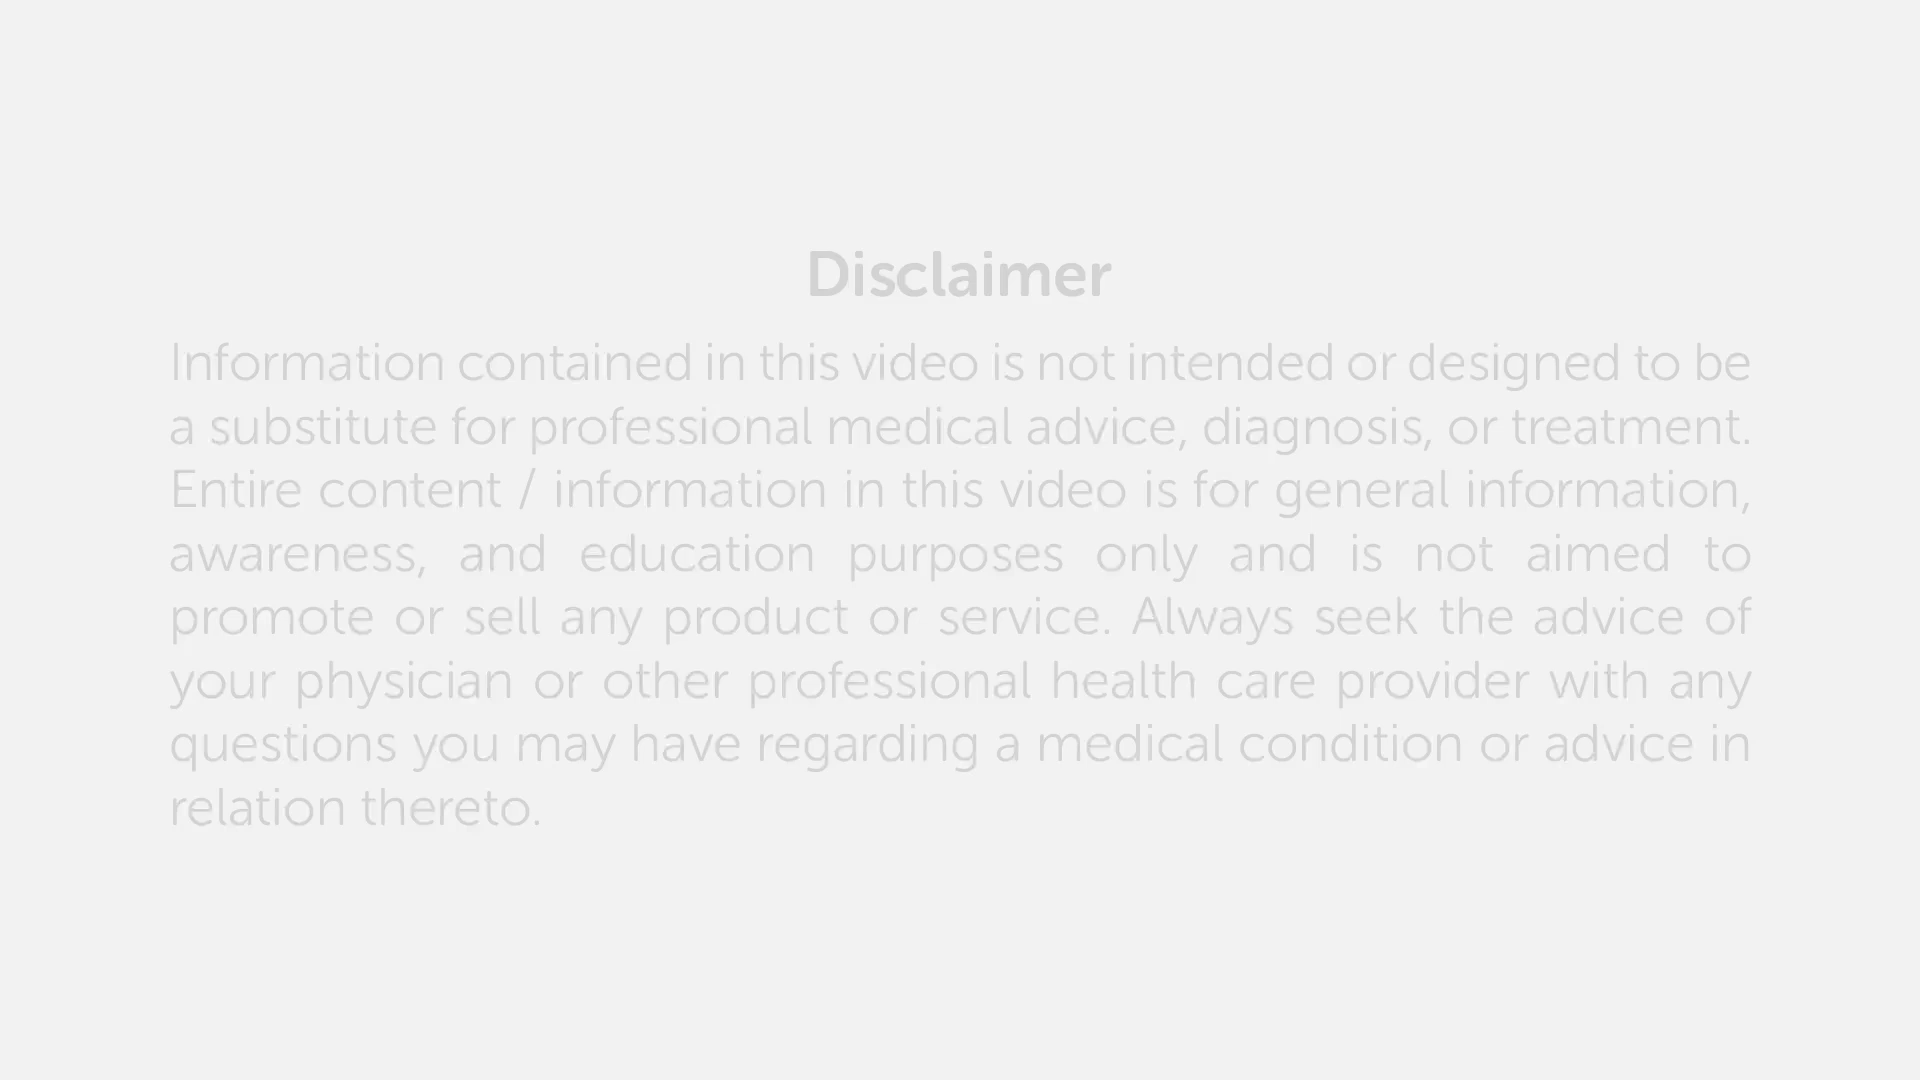 Disclaimer
Information contained in this video is not intended or designed to be
a substitute for professional medical advice, diagnosis, or treatment.
Entire content / information in this video is for general information,
awareness, and education purposes only and is not aimed to
promote or sell any product or service. Always seek the advice of
your physician or other professional health care provider with any
questions you may have regarding a medical condition or advice in
relation thereto.